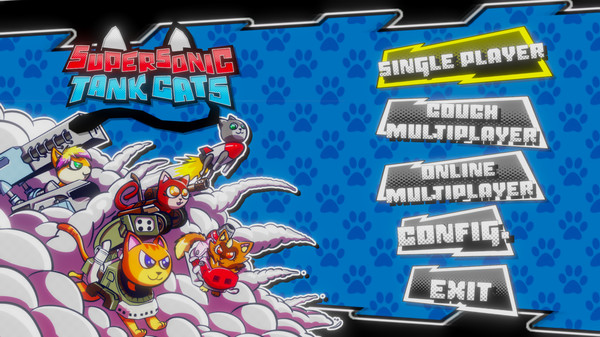 SUPERSONIC
TANK CATS
SINGLE PLAYER
COUCH
MULTIPLAYER
ONLINE
MULTIPLAYER
CONFIG.
EXIT